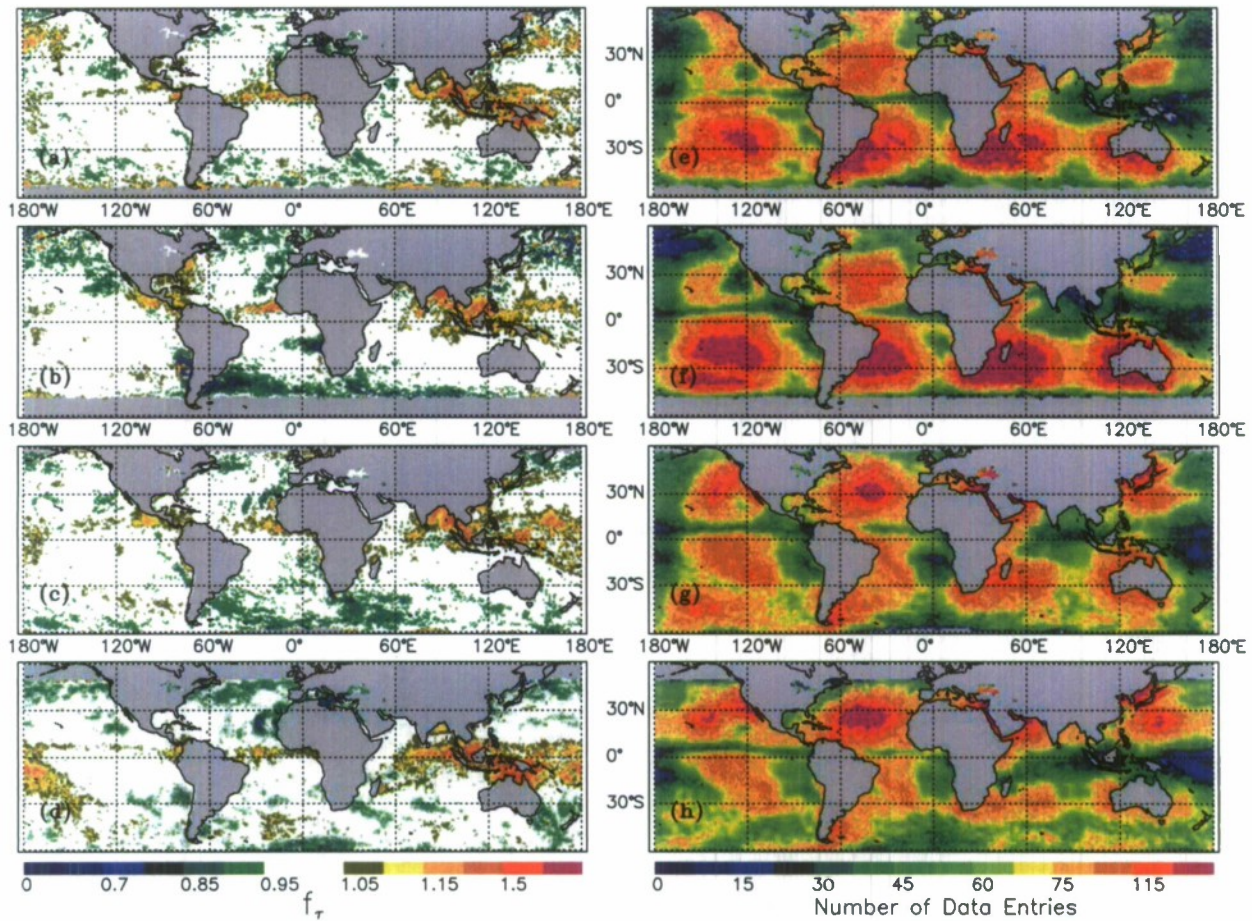 30°N
0°
30°S
(a)
(e)
180°W 120°W 60°W 0° 60°E 120°E 180°E
180°W 120°W 60°W 0° 60°E 120°E 180°E
30°N
0°
30°S
(b)
(f)
180°W 120°W 60°W 0° 60°E 120°E 180°E
180°W 120°W 60°W 0° 60°E 120°E 180°E
30°N
0°
30°S
(c)
(g)
180°W 120°W 60°W 0° 60°E 120°E 180°E
180°W 120°W 60°W 0° 60°E 120°E 180°E
30°N
0°
30°S
(d)
(h)
0 0.7 0.85 0.95 1.05 1.15 1.5
fτ
0 15 30 45 60 75 115
Number of Data Entries